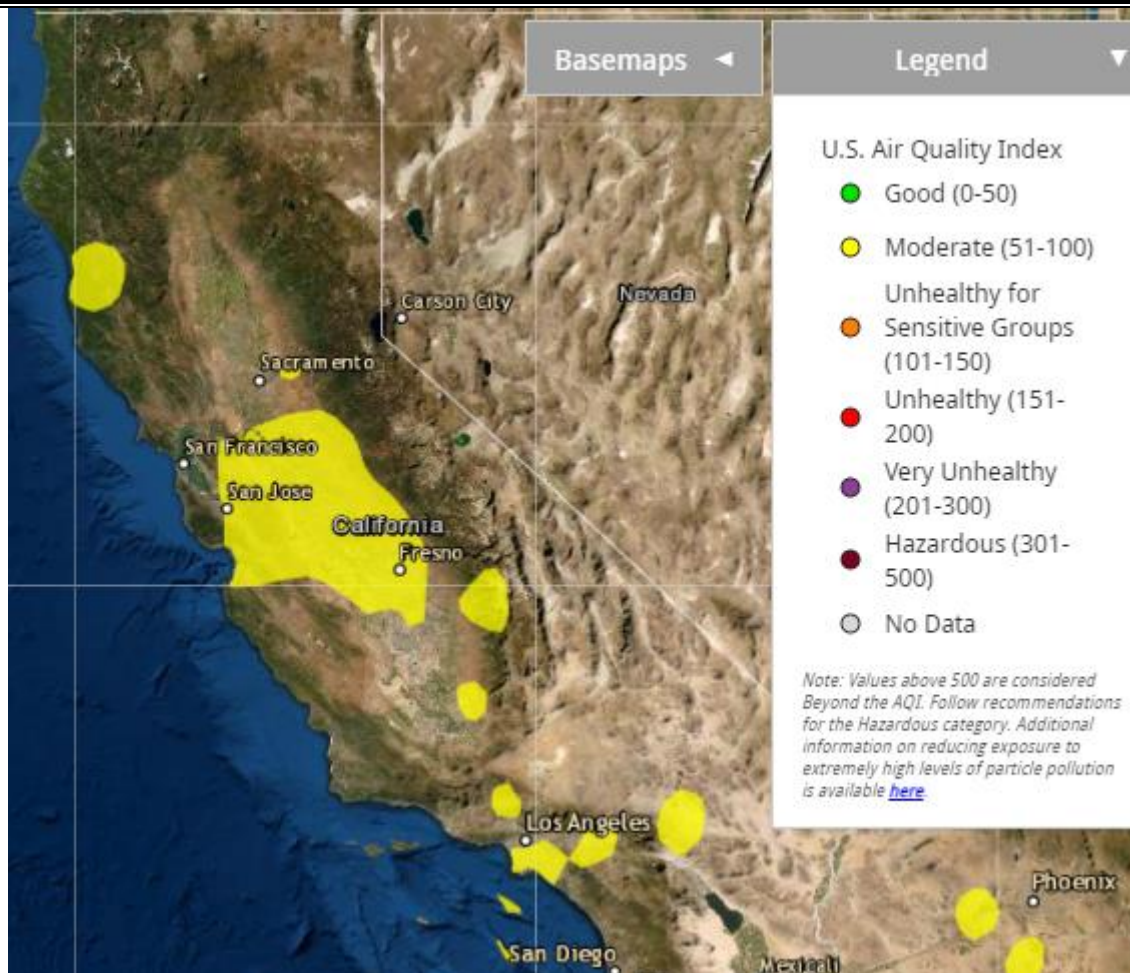 Basemaps
Legend
U.S. Air Quality Index
Good (0-50)
Moderate (51-100)
Unhealthy for
Sensitive Groups
(101-150)
Unhealthy (151-
200)
Very Unhealthy
(201-300)
Hazardous (301-
500)
No Data
Note: Values above 500 are considered
Beyond the AQI. Follow recommendations
for the Hazardous category. Additional
information on reducing exposure to
extremely high levels of particle pollution
is available here.
Nevada
Carson City
Sacramento
San Francisco
San Jose
California
Fresno
Los Angeles
Phoenix
San Diego
Mexicali